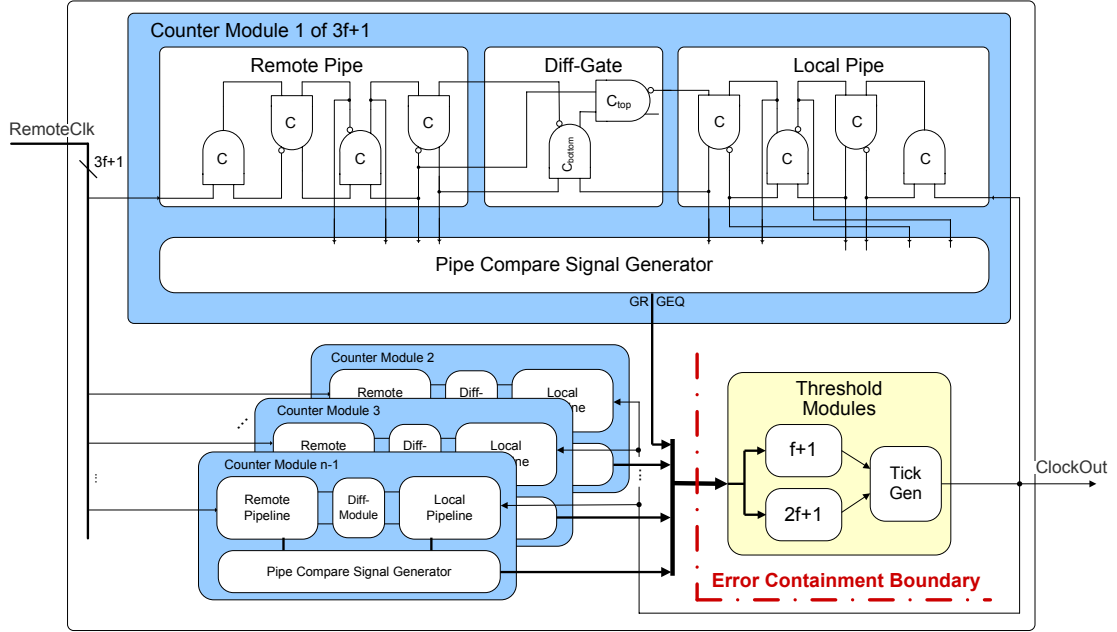 Counter Module 1 of 3f+1
Remote Pipe
Diff-Gate
Local Pipe
C
C
C
C
Ctop
Cbottom
C
C
C
C
RemoteClk
3f+1
Pipe Compare Signal Generator
GR GEQ
Counter Module 2
Remote
Diff-
Local
ne
Counter Module 3
Remote
Diff-
Local
ne
Counter Module n-1
Remote
Pipeline
Diff-
Module
Local
Pipeline
Pipe Compare Signal Generator
Threshold
Modules
f+1
2f+1
Tick
Gen
ClockOut
Error Containment Boundary